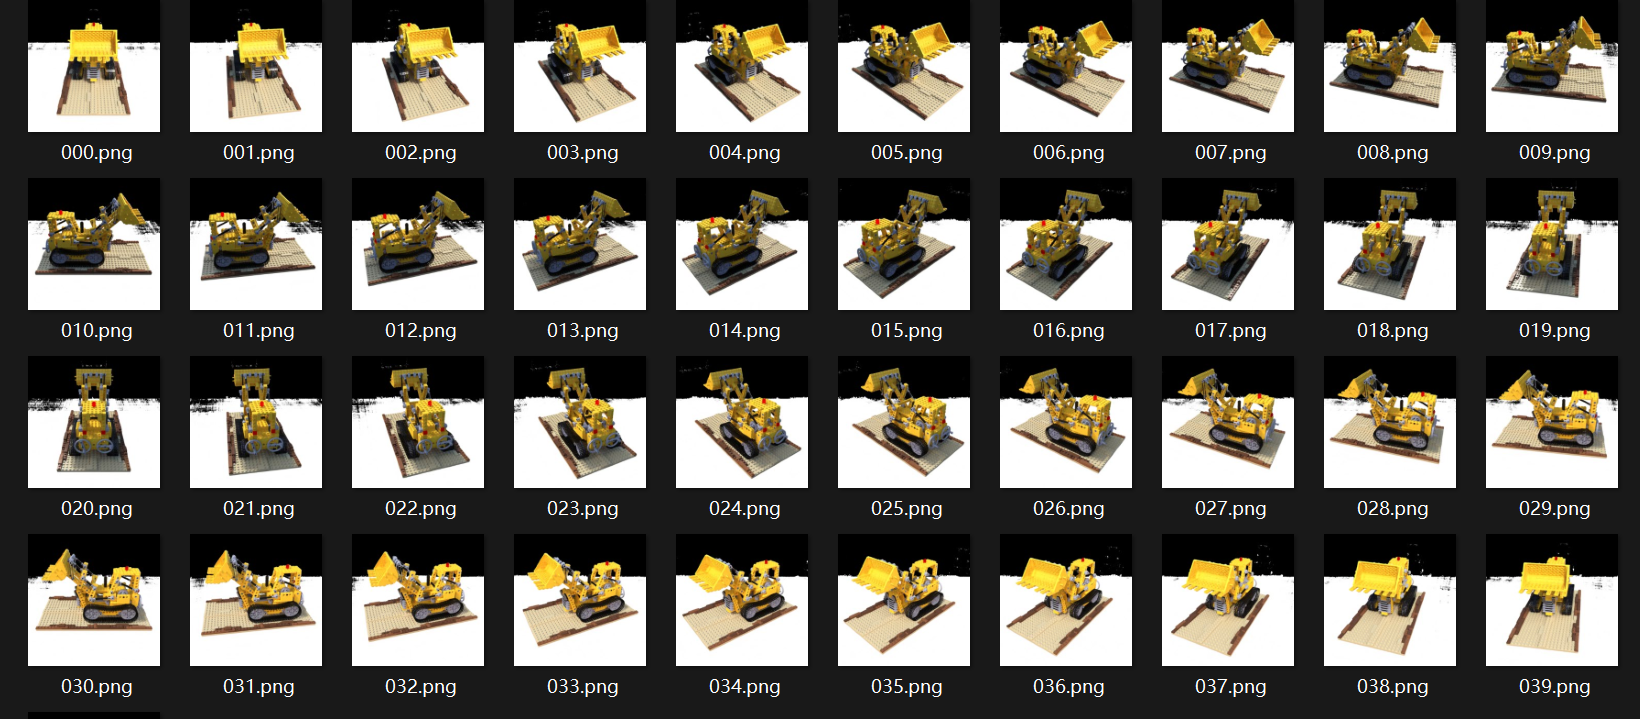 000.png 001.png 002.png 003.png 004.png 005.png 006.png 007.png 008.png 009.png
010.png 011.png 012.png 013.png 014.png 015.png 016.png 017.png 018.png 019.png
020.png 021.png 022.png 023.png 024.png 025.png 026.png 027.png 028.png 029.png
030.png 031.png 032.png 033.png 034.png 035.png 036.png 037.png 038.png 039.png